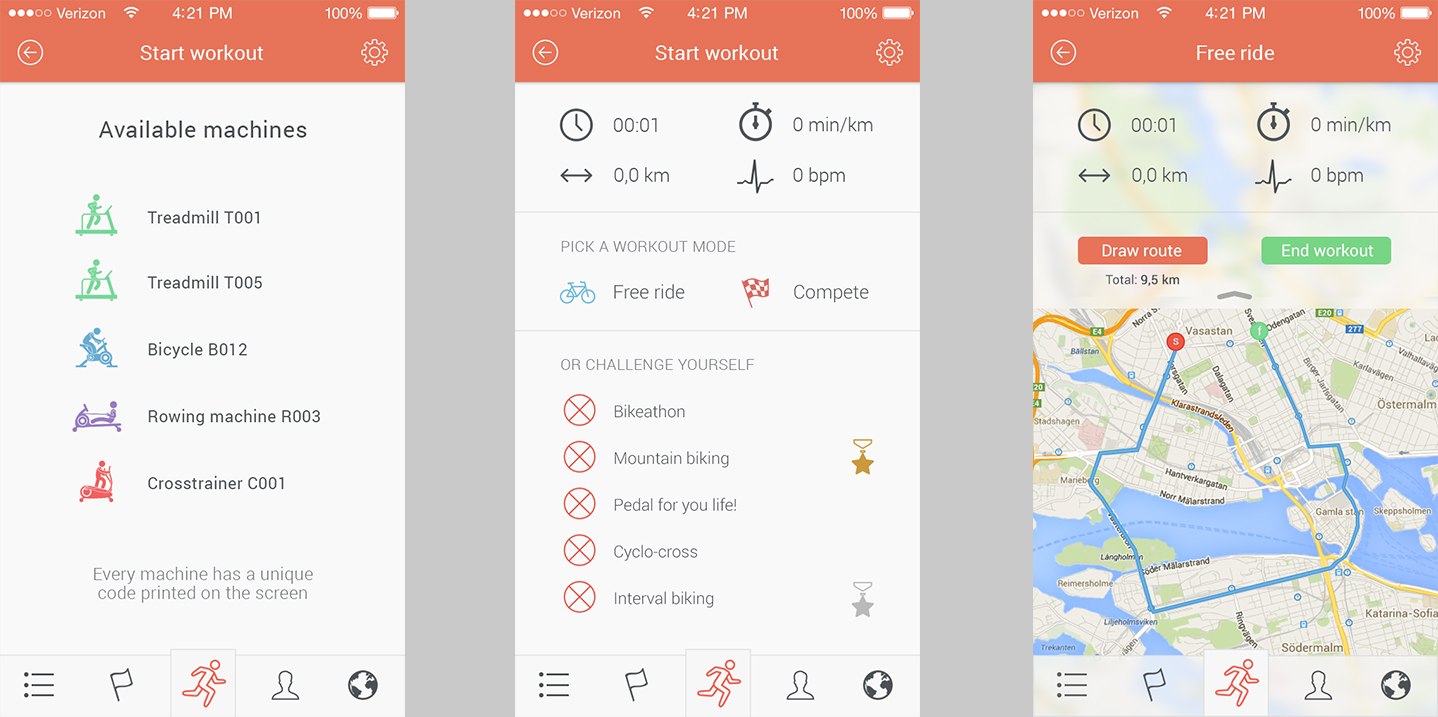 Verizon 4:21 PM 100%
Start workout
Available machines
Treadmill T001
Treadmill T005
Bicycle B012
Rowing machine R003
Crosstrainer C001
Every machine has a unique
code printed on the screen
Verizon 4:21 PM 100%
Start workout
00:01 0 min/km
0,0 km 0 bpm
PICK A WORKOUT MODE
Free ride Compete
OR CHALLENGE YOURSELF
Bikeathon
Mountain biking
Pedal for you life!
Cyclo-cross
Interval biking
Verizon 4:21 PM 100%
Free ride
00:01 0 min/km
0,0 km 0 bpm
Draw route End workout
Total: 9,5 km
E20
277
E4
Vasastan
Odengatan
S
f
Bällstan
Valhallavägen
Karlavägen
Dalagatan
Birger Jarlsgatan
20
4
Klarastrandsleden
Östermalm
Stadshagen
Marieberg
Hantverkargatan
Norr Mälarstrand
Gamla stan
Skeppsholmen
Långholmen
Söder Mälarstrand
Reimersholme
Liljeholmsviken
Ringvägen
Katarina-Sofia
Södermalm
Trekanten